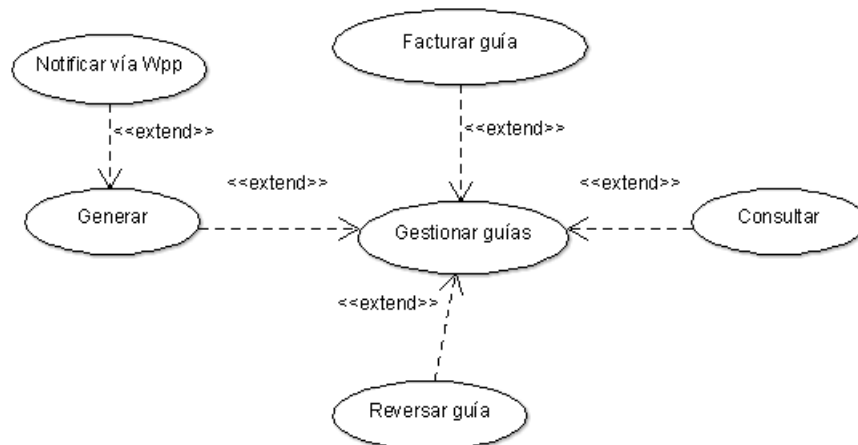 Facturar guía
Notificar vía Wpp
<<extend>>
<<extend>>
<<extend>>
<<extend>>
Generar
Gestionar guías
Consultar
<<extend>>
Reversar guía